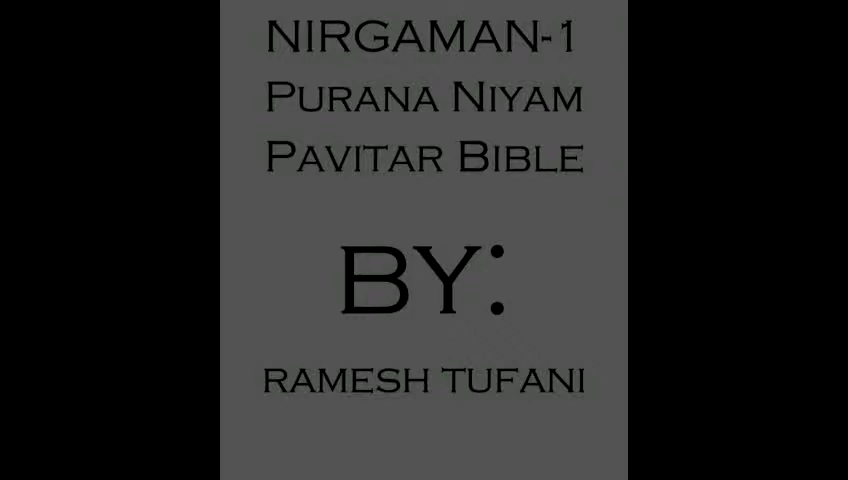 NIRGAMAN-1
PURANA NIYAM
PAVITAR BIBLE
BY:
RAMESH TUFANI